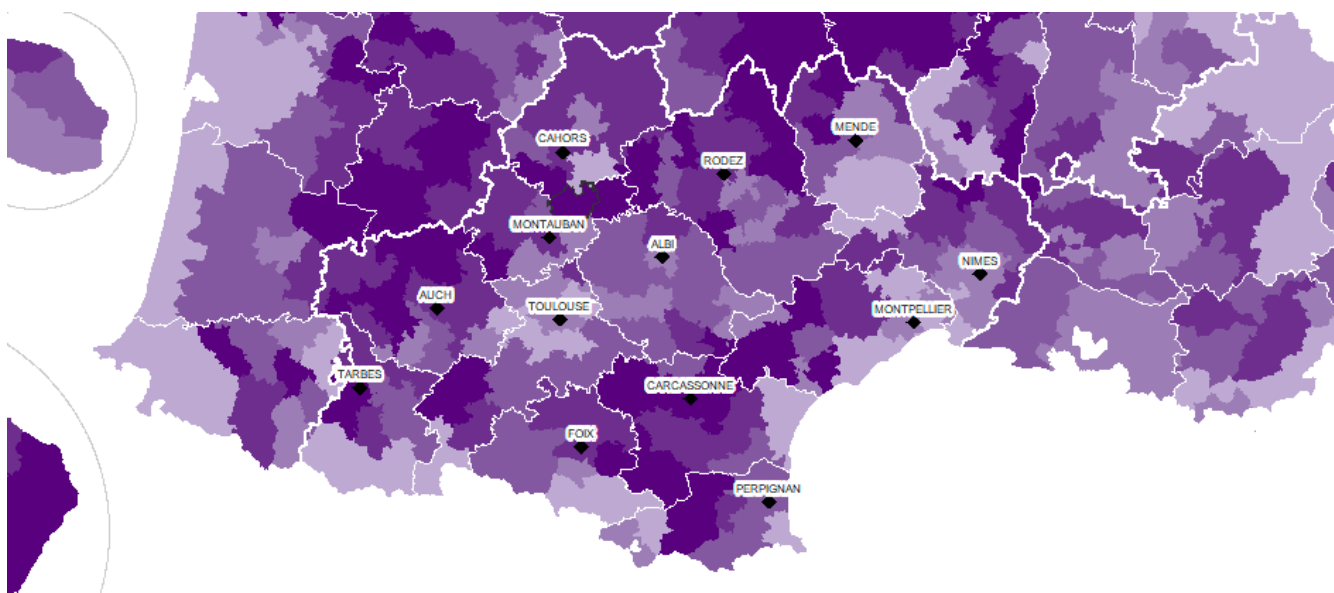 MENDE
CAHORS
RODEZ
MONTAUBAN
ALBI
NIMES
AUCH
TOULOUSE
MONTPELLIER
TARBES
CARCASSONNE
FOIX
PERPIGNAN